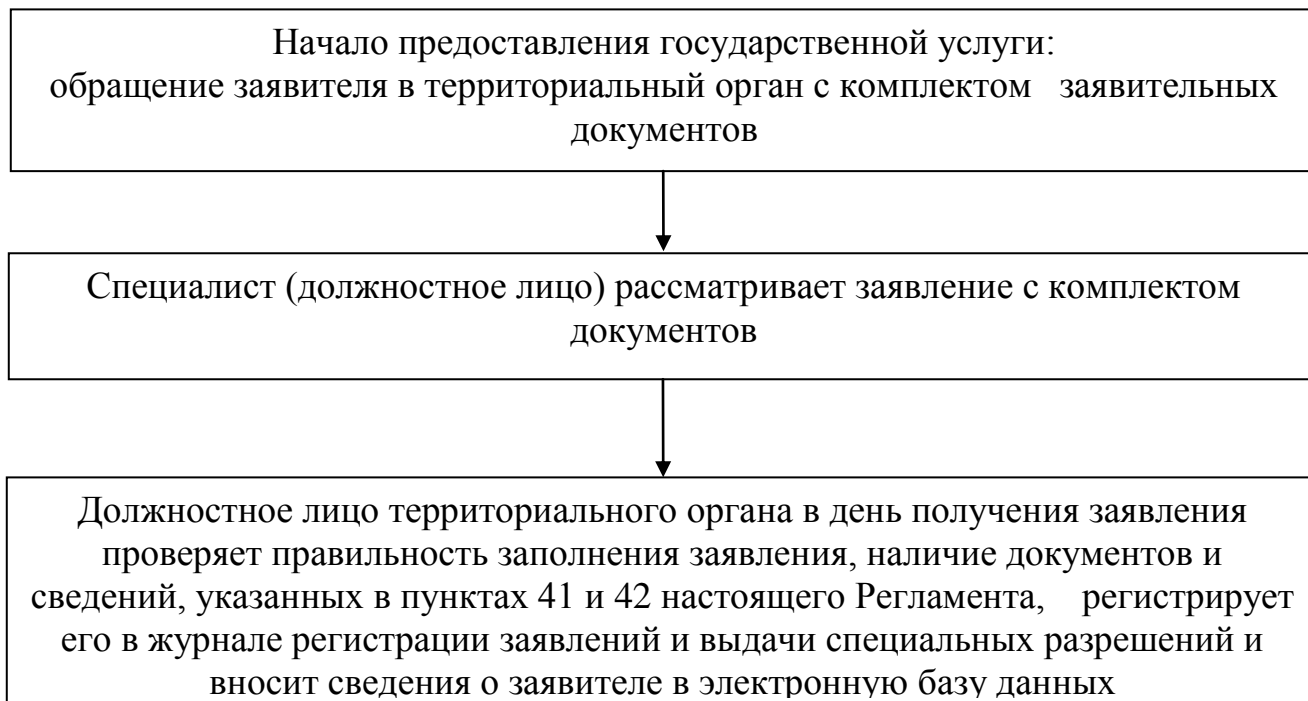 Начало предоставления государственной услуги:
обращение заявителя в территориальный орган с комплектом заявительных
документов
Специалист (должностное лицо) рассматривает заявление с комплектом
документов
Должностное лицо территориального органа в день получения заявления
проверяет правильность заполнения заявления, наличие документов и
сведений, указанных в пунктах 41 и 42 настоящего Регламента, регистрирует
его в журнале регистрации заявлений и выдачи специальных разрешений и
вносит сведения о заявителе в электронную базу данных